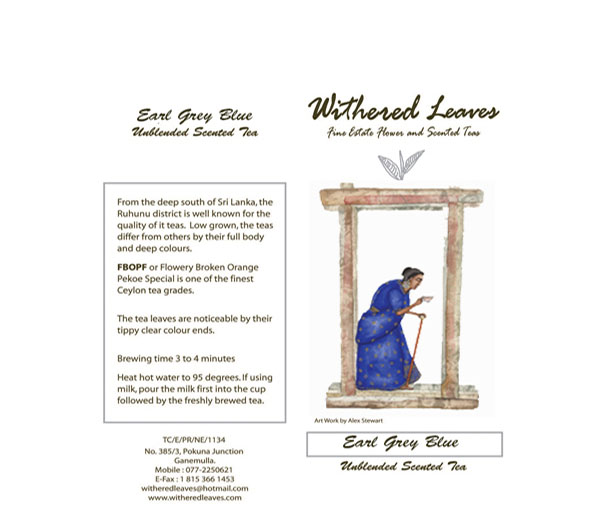 Earl Grey Blue
Unblended Scented Tea
From the deep south of Sri Lanka, the
Ruhunu district is well known for the
quality of it teas. Low grown, the teas
differ from others by their full body
and deep colours.
FBOPF or Flowery Broken Orange
Pekoe Special is one of the finest
Ceylon tea grades.
The tea leaves are noticeable by their
tippy clear colour ends.
Brewing time 3 to 4 minutes
Heat hot water to 95 degrees. If using
milk, pour the milk first into the cup
followed by the freshly brewed tea.
TC/E/PR/NE/1134
No. 385/3, Pokuna Junction
Ganemulla.
Mobile : 077-2250621
E-Fax : 1 815 366 1453
witheredleaves@hotmail.com
www.witheredleaves.com
Withered Leaves
Fine Estate Flower and Scented Teas
Art Work by Alex Stewart
Earl Grey Blue
Unblended Scented Tea